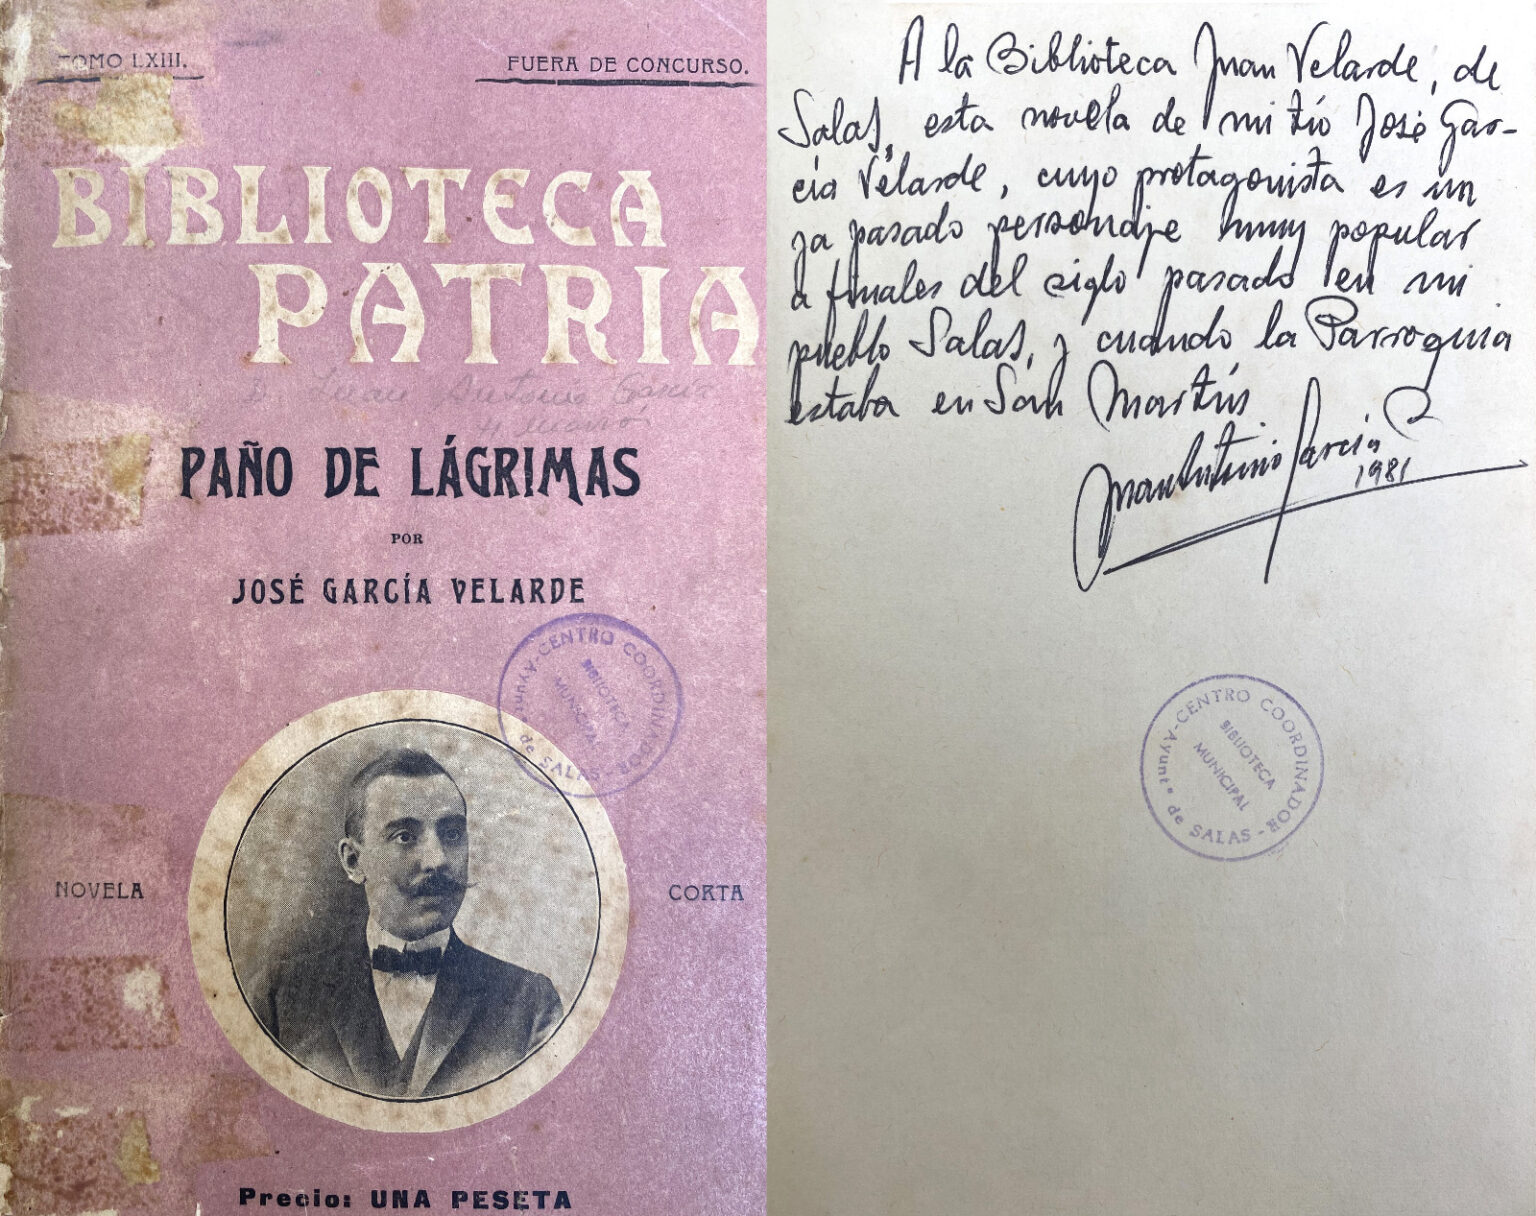 TOMO LXIII.
FUERA DE CONCURSO.
BIBLIOTECA
PATRIA
D. Juan Antonio García
PAÑO DE LÁGRIMAS
POR
JOSÉ GARCÍA VELARDE
CENTRO COORDINADOR
BIBLIOTECA
MUNICIPAL
Ayunt. de SALAS
NOVELA
CORTA
Precio: UNA PESETA
A la Biblioteca Juan Velarde, de
Salas, esta novela de mi tío José Gar-
cía Velarde, cuyo protagonista es un
ya pasado personaje muy popular
a finales del siglo pasado en mi
pueblo Salas, y cuando la Parroquia
estaba en San Martín
Juan Antonio García
1981
CENTRO COORDINADOR
BIBLIOTECA
MUNICIPAL
Ayunt. de SALAS